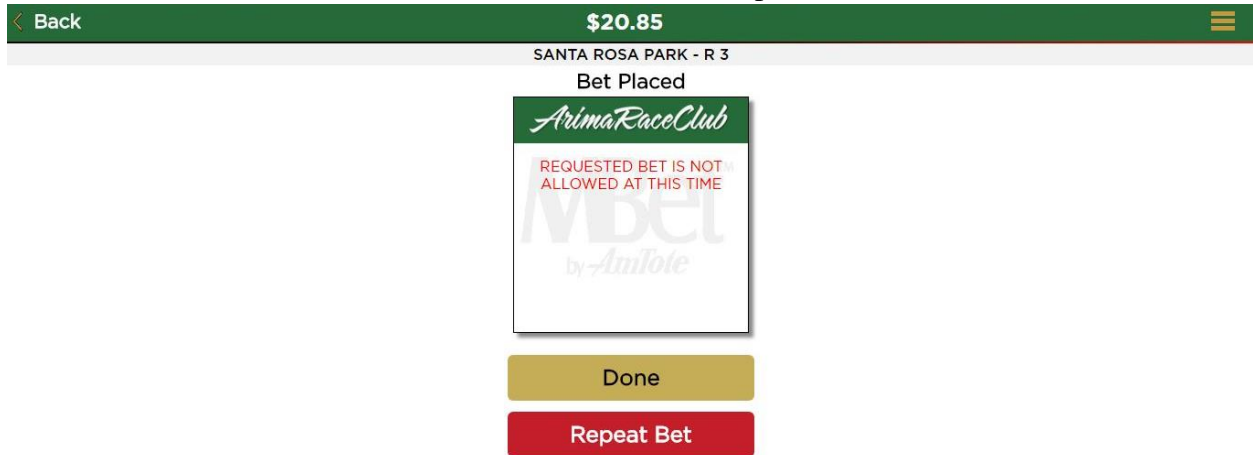 Back
$20.85
SANTA ROSA PARK - R 3
Bet Placed
ArimaRaceClub
REQUESTED BET IS NOT
ALLOWED AT THIS TIME
MBet
by AmTote
Done
Repeat Bet